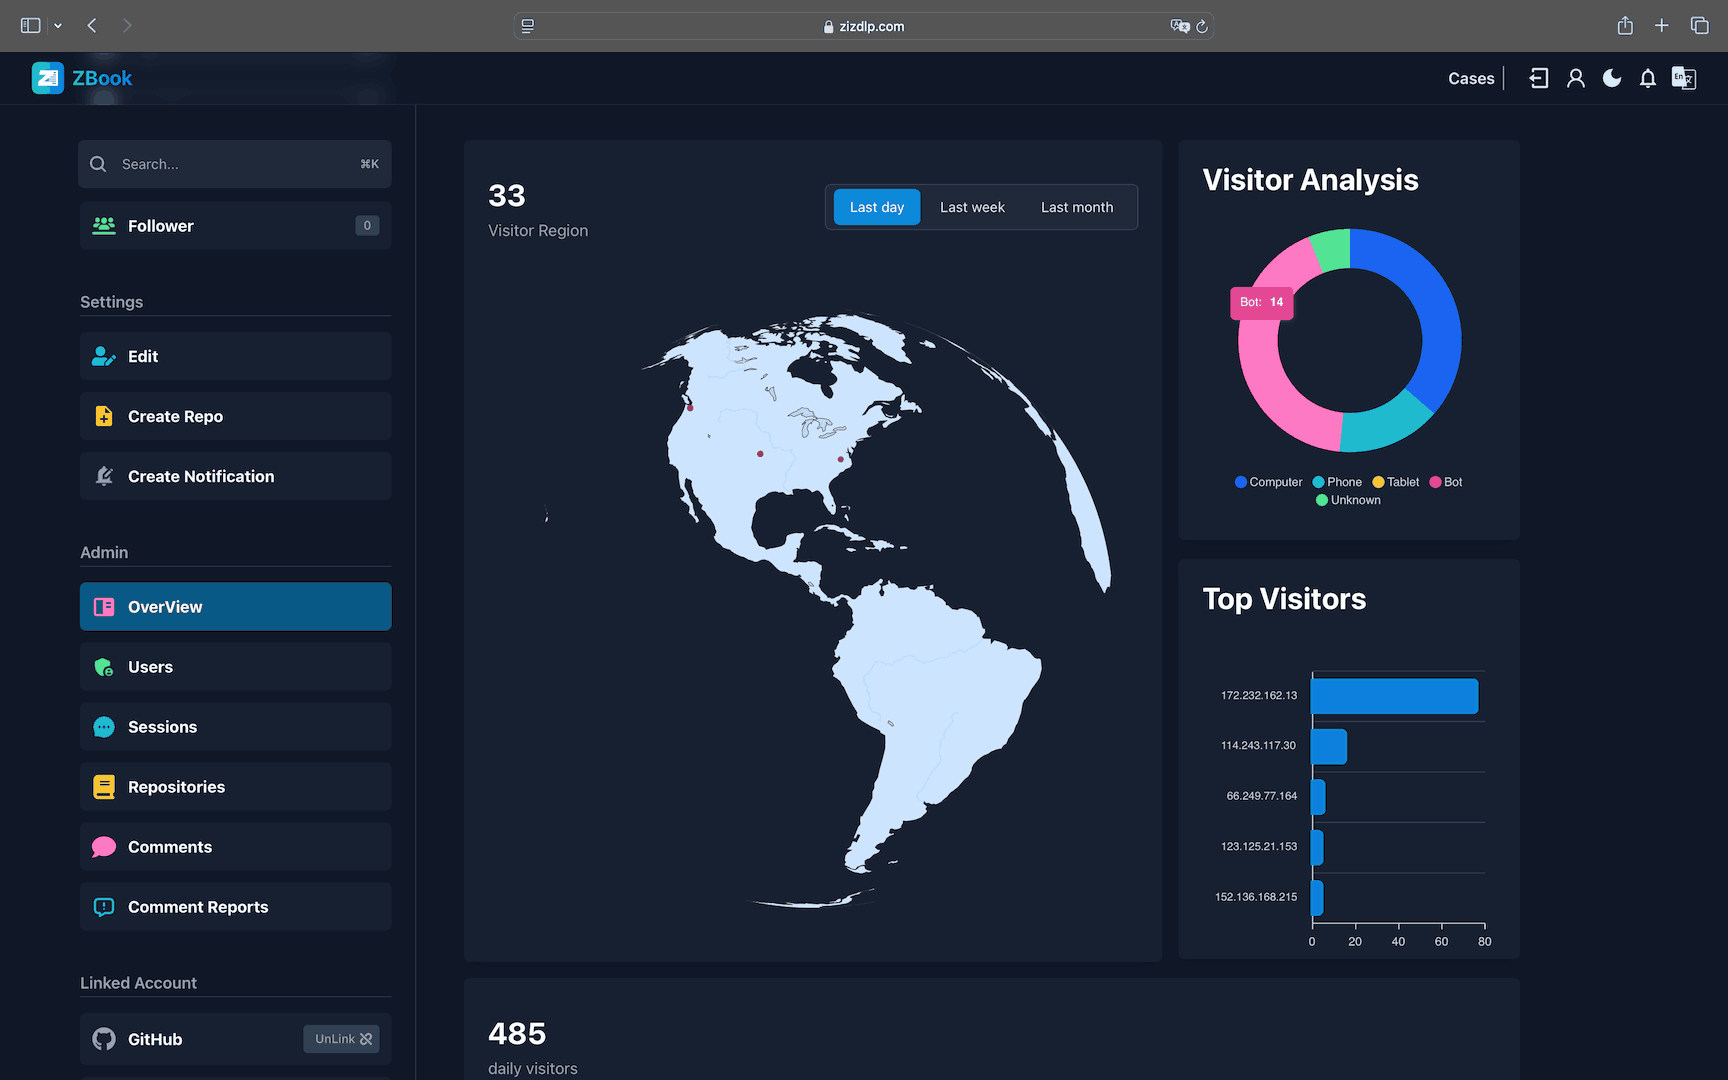 zizdlp.com
ZBook
Cases
En
Search...
⌘K
Follower
0
Settings
Edit
Create Repo
Create Notification
Admin
OverView
Users
Sessions
Repositories
Comments
Comment Reports
Linked Account
GitHub
UnLink
33
Visitor Region
Last day
Last week
Last month
Visitor Analysis
Bot: 14
Computer Phone Tablet Bot
Unknown
Top Visitors
172.232.162.13
114.243.117.30
66.249.77.164
123.125.21.153
152.136.168.215
0 20 40 60 80
485
daily visitors